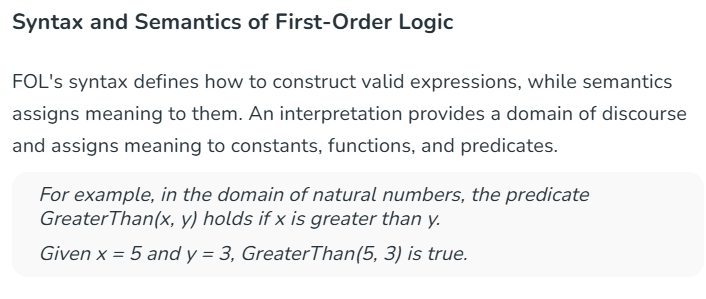 Syntax and Semantics of First-Order Logic
FOL's syntax defines how to construct valid expressions, while semantics
assigns meaning to them. An interpretation provides a domain of discourse
and assigns meaning to constants, functions, and predicates.
For example, in the domain of natural numbers, the predicate
GreaterThan(x, y) holds if x is greater than y.
Given x = 5 and y = 3, GreaterThan(5, 3) is true.